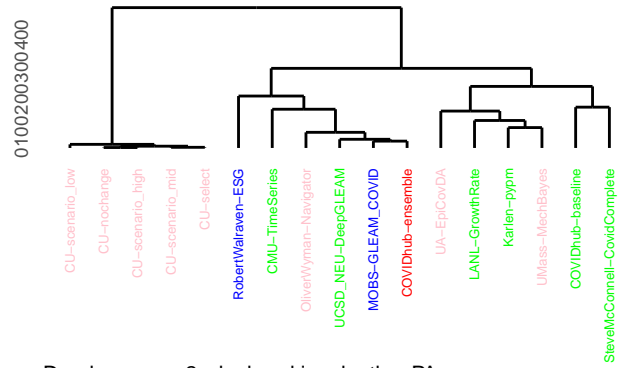 0100200300400
CU−scenario_low
CU−nochange
CU−scenario_high
CU−scenario_mid
CU−select
RobertWalraven−ESG
CMU−TimeSeries
OliverWyman−Navigator
UCSD_NEU−DeepGLEAM
MOBS−GLEAM_COVID
COVIDhub−ensemble
UA−EpiCovDA
LANL−GrowthRate
Karlen−pypm
UMass−MechBayes
COVIDhub−baseline
SteveMcConnell−CovidComplete